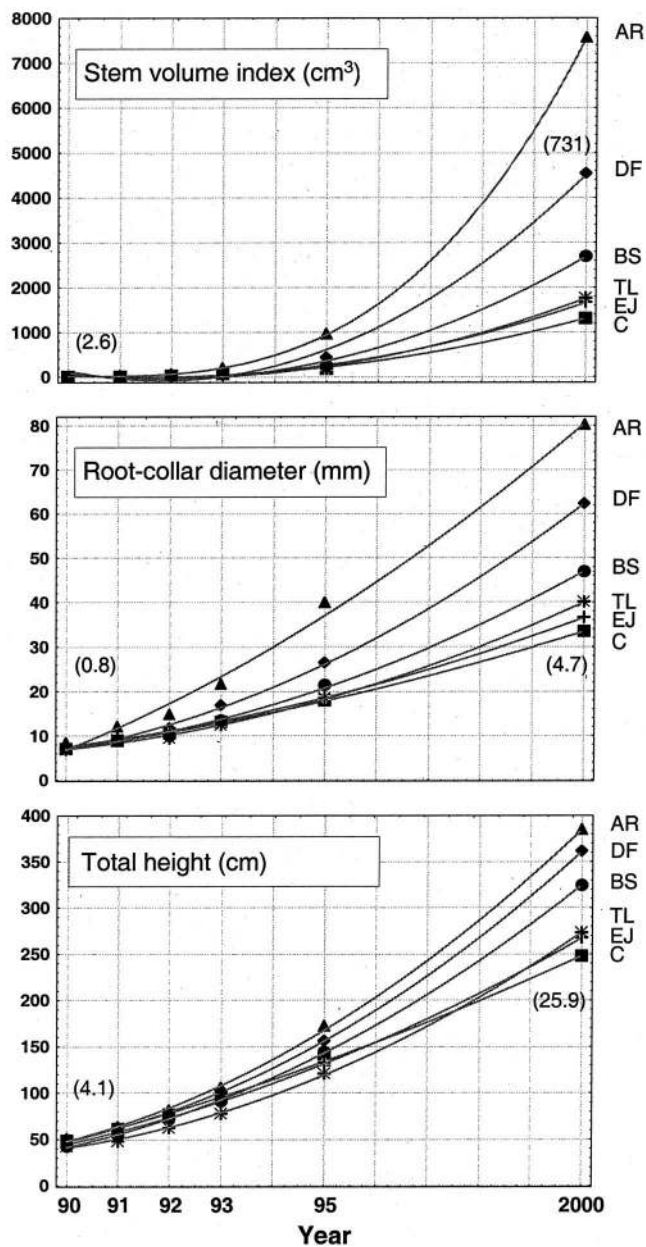 8000
7000
6000
5000
4000
3000
2000
1000
0
Stem volume index (cm³)
(2.6)
(731)
AR
DF
BS
TL
EJ
C
80
70
60
50
40
30
20
10
0
Root-collar diameter (mm)
(0.8)
(4.7)
AR
DF
BS
TL
EJ
C
400
350
300
250
200
150
100
50
0
Total height (cm)
(4.1)
(25.9)
AR
DF
BS
TL
EJ
C
90 91 92 93 95 2000
Year